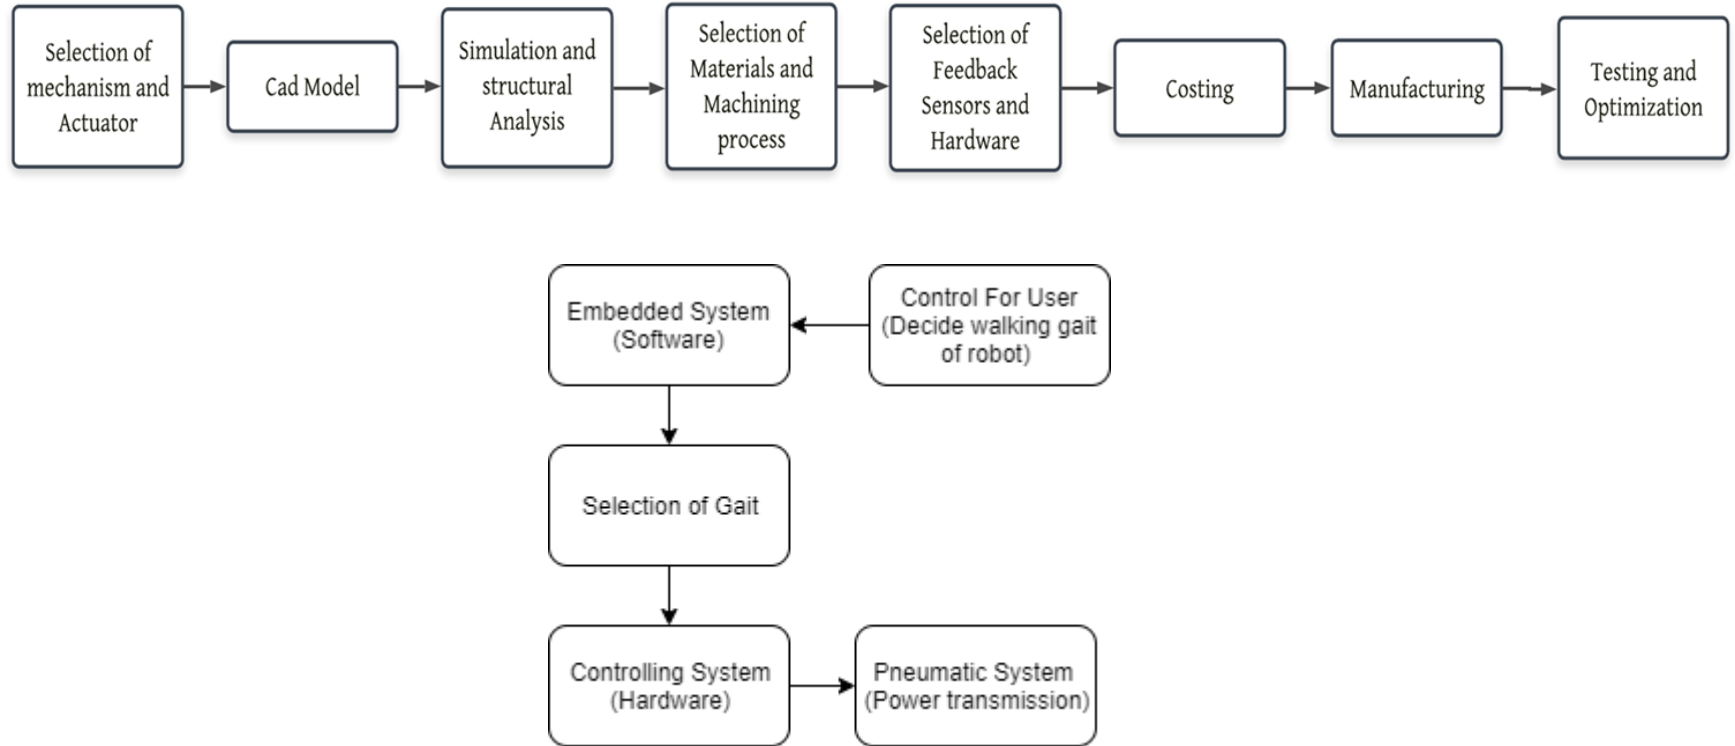 Selection of
mechanism and
Actuator
Cad Model
Simulation and
structural
Analysis
Selection of
Materials and
Machining
process
Selection of
Feedback
Sensors and
Hardware
Costing
Manufacturing
Testing and
Optimization
Embedded System
(Software)
Control For User
(Decide walking gait
of robot)
Selection of Gait
Controlling System
(Hardware)
Pneumatic System
(Power transmission)